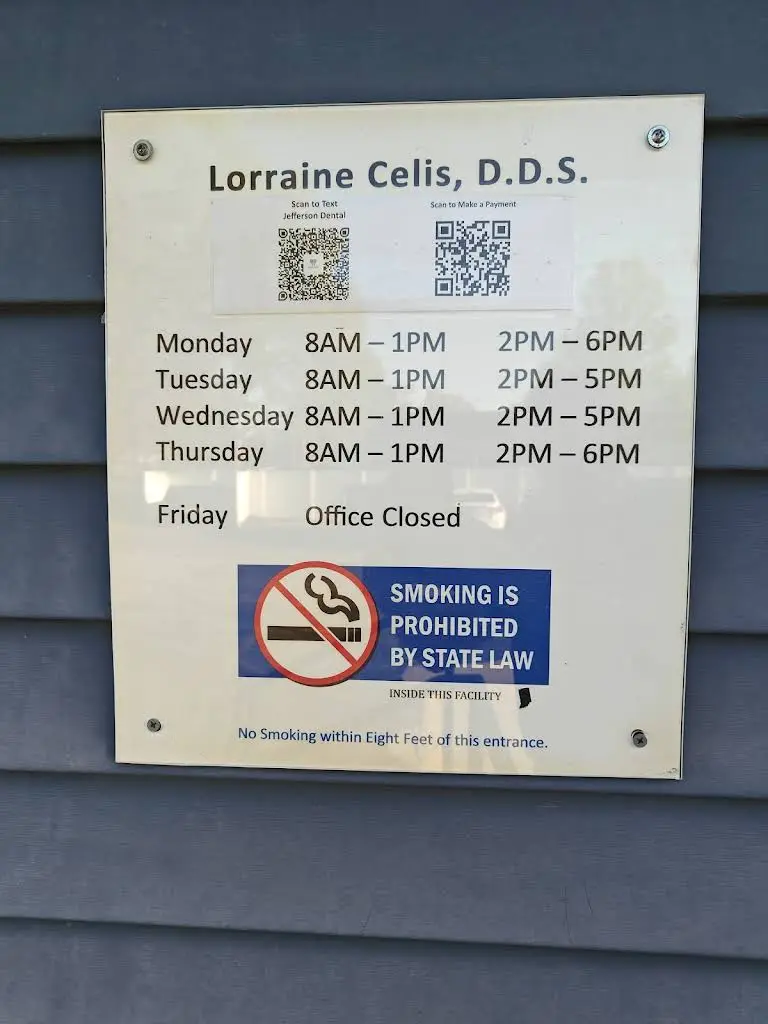 Lorraine Celis, D.D.S.
Scan to Text
Jefferson Dental
Scan to Make a Payment
Monday 8AM – 1PM 2PM – 6PM
Tuesday 8AM – 1PM 2PM – 5PM
Wednesday 8AM – 1PM 2PM – 5PM
Thursday 8AM – 1PM 2PM – 6PM
Friday Office Closed
SMOKING IS
PROHIBITED
BY STATE LAW
INSIDE THIS FACILITY
No Smoking within Eight Feet of this entrance.